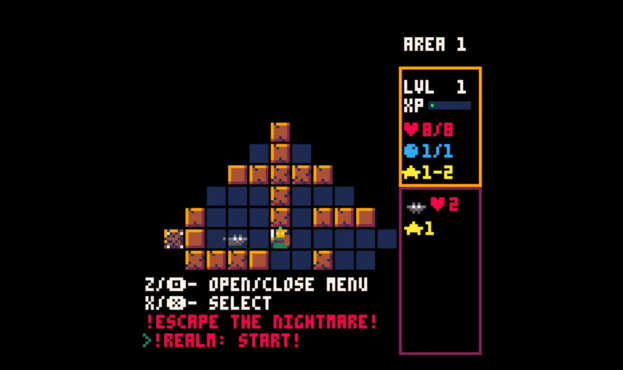 AREA 1
LVL 1
XP
8/8
1/1
1-2
2
1
Z/- OPEN/CLOSE MENU
X/- SELECT
!ESCAPE THE NIGHTMARE!
>!REALM: START!